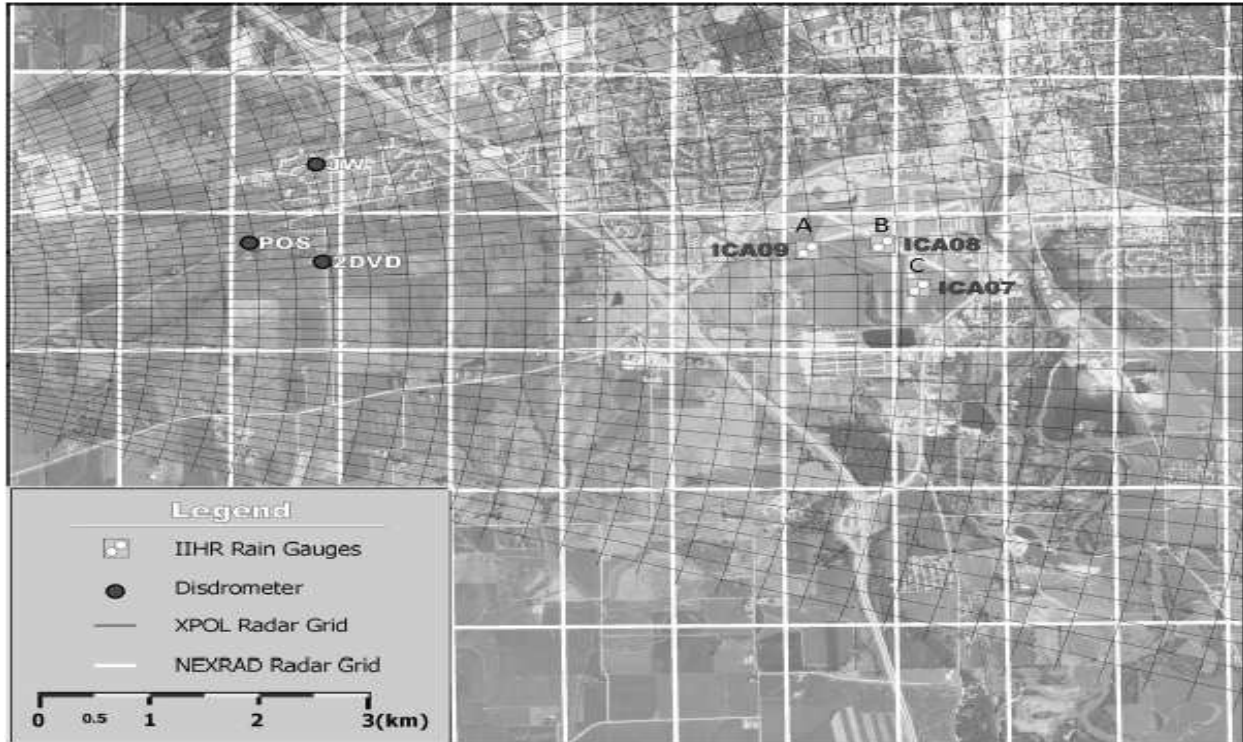 JW
POS
2DVD
A
B
ICA09
ICA08
C
ICA07
Legend
IIHR Rain Gauges
Disdrometer
XPOL Radar Grid
NEXRAD Radar Grid
0 0.5 1 2 3(km)